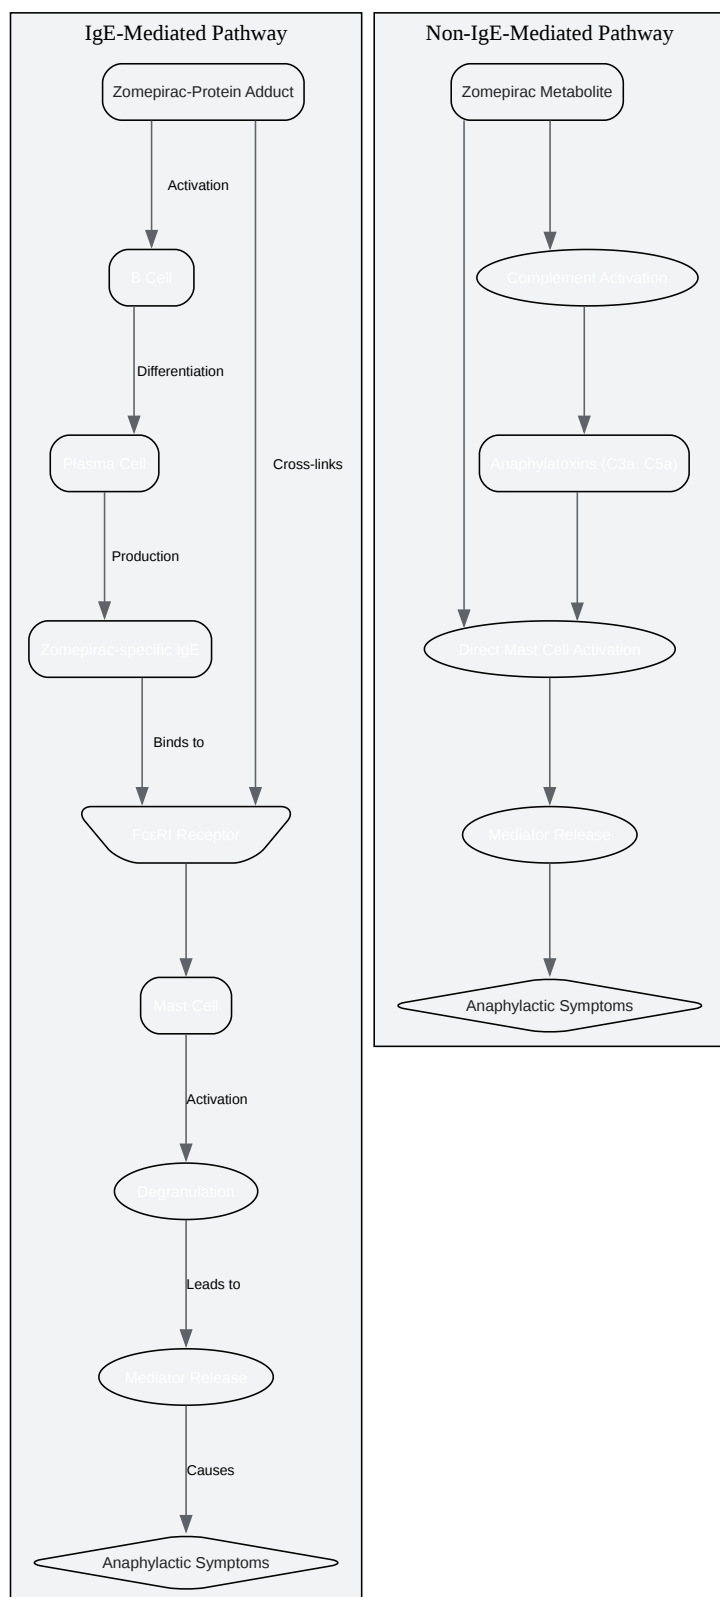 IgE-Mediated Pathway
Zomepirac-Protein Adduct
Activation
B Cell
Differentiation
Plasma Cell
Cross-links
Production
Zomepirac-specific IgE
Binds to
FcεRI Receptor
Mast Cell
Activation
Degranulation
Leads to
Mediator Release
Causes
Anaphylactic Symptoms
Non-IgE-Mediated Pathway
Zomepirac Metabolite
Complement Activation
Anaphylatoxins (C3a, C5a)
Direct Mast Cell Activation
Mediator Release
Anaphylactic Symptoms